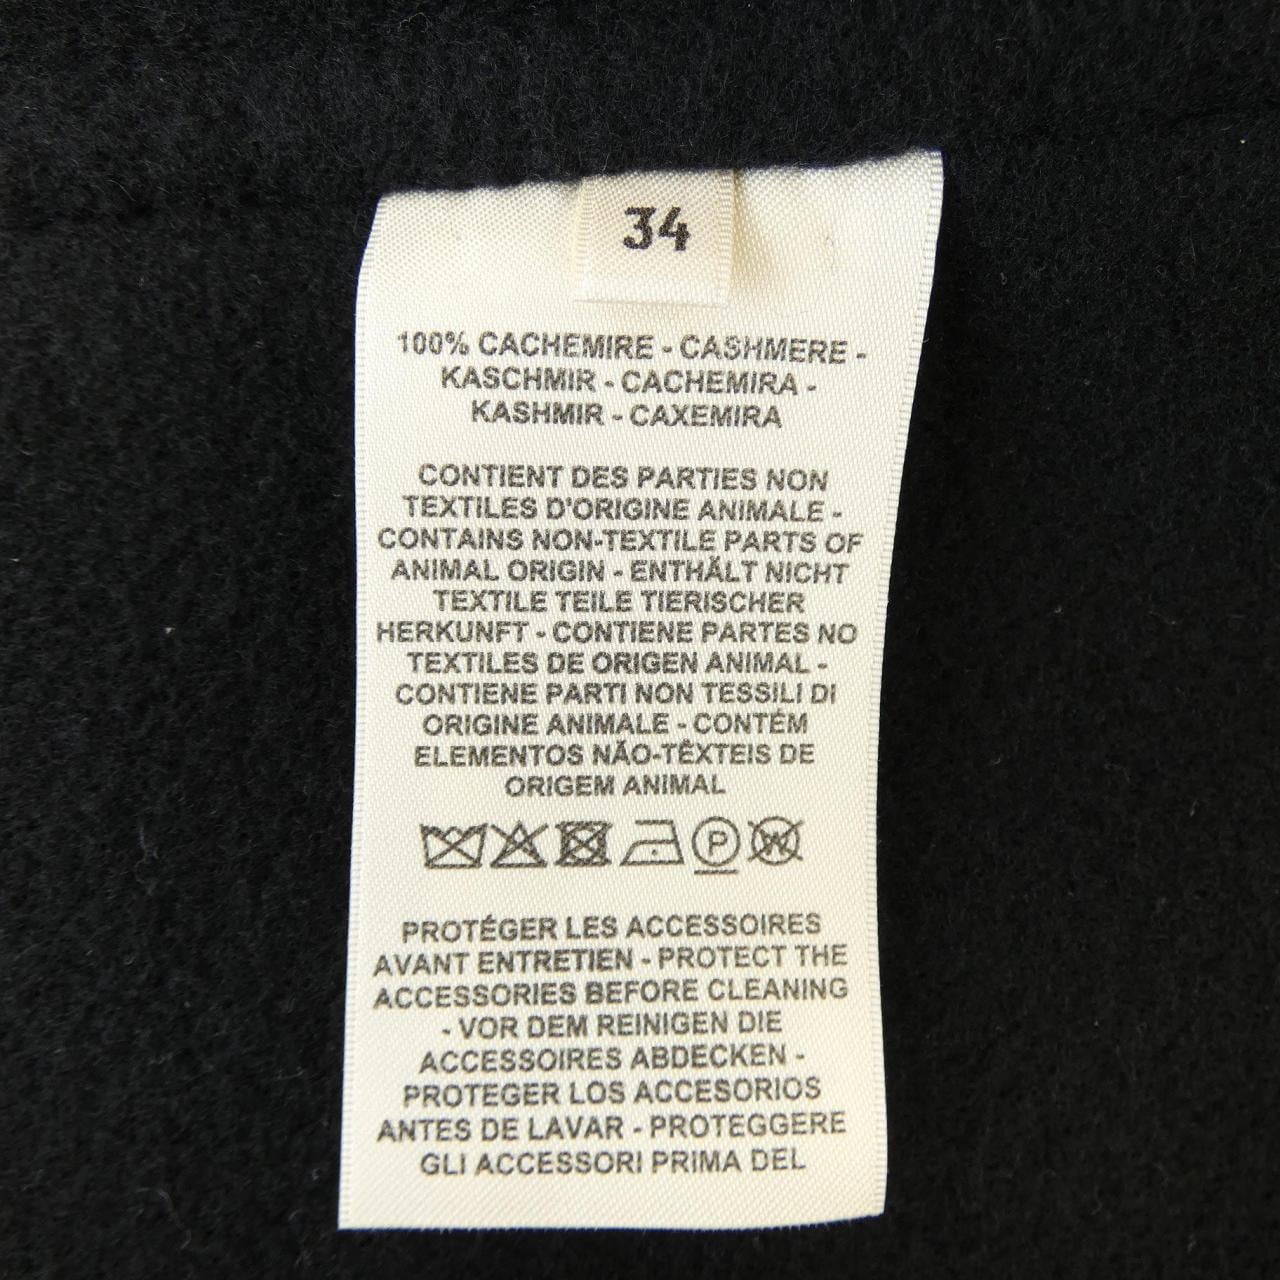 34
100% CACHEMIRE - CASHMERE -
KASCHMIR - CACHEMIRA -
KASHMIR - CAXEMIRA
CONTIENT DES PARTIES NON
TEXTILES D'ORIGINE ANIMALE -
CONTAINS NON-TEXTILE PARTS OF
ANIMAL ORIGIN - ENTHÄLT NICHT
TEXTILE TEILE TIERISCHER
HERKUNFT - CONTIENE PARTES NO
TEXTILES DE ORIGEN ANIMAL -
CONTIENE PARTI NON TESSILI DI
ORIGINE ANIMALE - CONTÉM
ELEMENTOS NÃO-TÊXTEIS DE
ORIGEM ANIMAL
P W
PROTÉGER LES ACCESSOIRES
AVANT ENTRETIEN - PROTECT THE
ACCESSORIES BEFORE CLEANING
- VOR DEM REINIGEN DIE
ACCESSOIRES ABDECKEN -
PROTEGER LOS ACCESORIOS
ANTES DE LAVAR - PROTEGGERE
GLI ACCESSORI PRIMA DEL